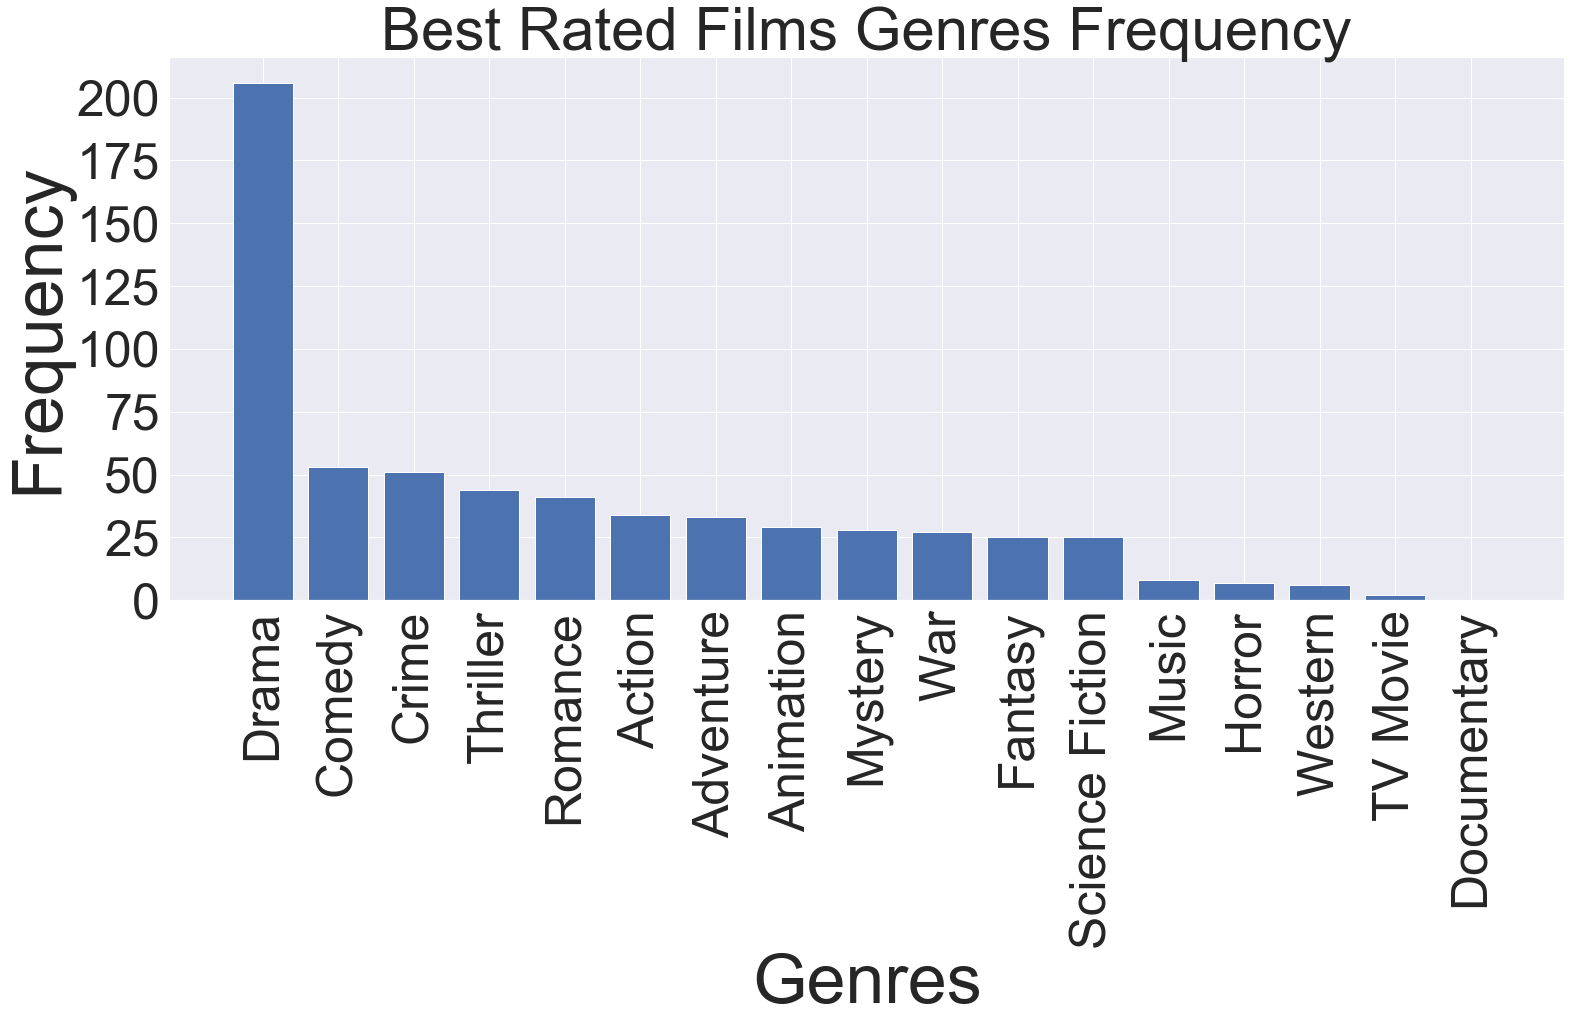 Best Rated Films Genres Frequency
Frequency
200
175
150
125
100
75
50
25
0
Drama
Comedy
Crime
Thriller
Romance
Action
Adventure
Animation
Mystery
War
Fantasy
Science Fiction
Music
Horror
Western
TV Movie
Documentary
Genres